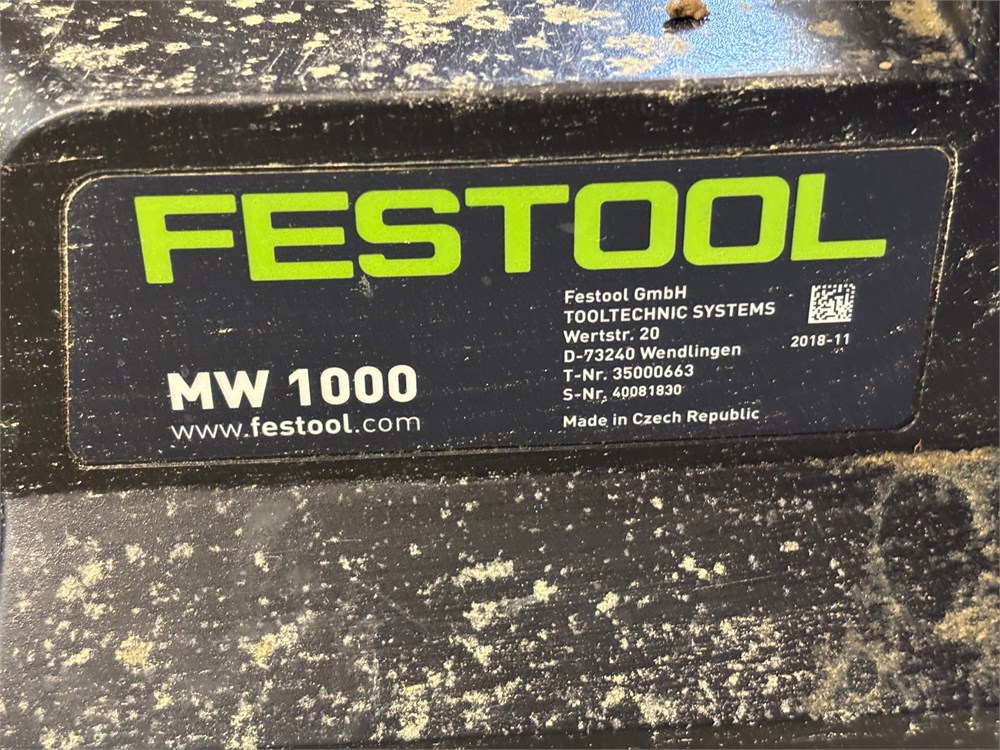 FESTOOL
MW 1000
www.festool.com
Festool GmbH
TOOLTECHNIC SYSTEMS
Wertstr. 20
D-73240 Wendlingen
T-Nr. 35000663
S-Nr. 40081830
Made in Czech Republic
2018-11